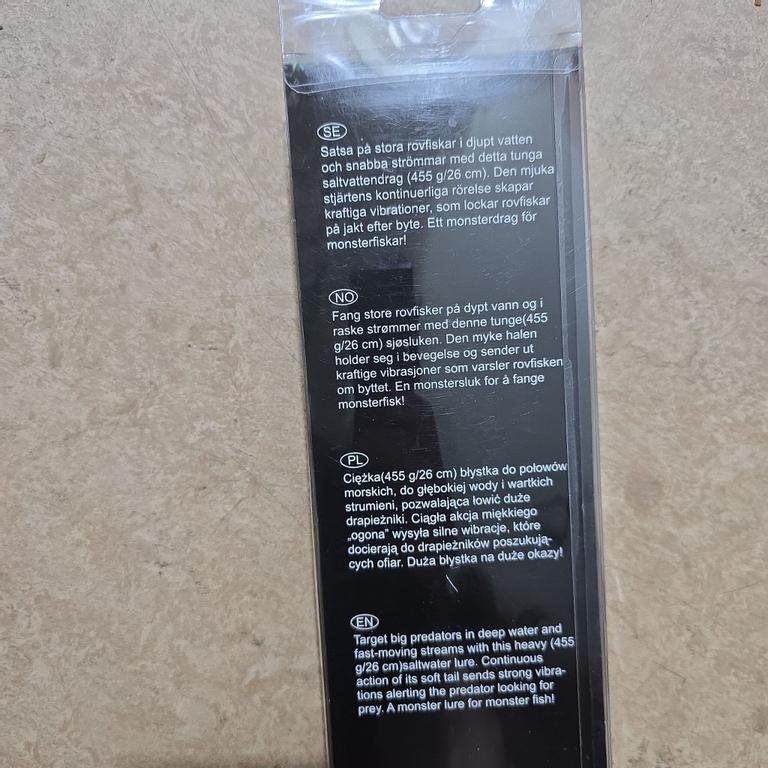 SE
Satsa på stora rovfiskar i djupt vatten
och snabba strömmar med detta tunga
saltvattendrag (455 g/26 cm). Den mjuka
stjärtens kontinuerliga rörelse skapar
kraftiga vibrationer, som lockar rovfiskar
på jakt efter byte. Ett monsterdrag för
monsterfiskar!
NO
Fang store rovfisker på dypt vann og i
raske strømmer med denne tunge(455
g/26 cm) sjøsluken. Den myke halen
holder seg i bevegelse og sender ut
kraftige vibrasjoner som varsler rovfisken
om byttet. En monstersluk for å fange
monsterfisk!
PL
Ciężka(455 g/26 cm) błystka do połowów
morskich, do głębokiej wody i wartkich
strumieni, pozwalająca łowić duże
drapieżniki. Ciągła akcja miękkiego
„ogona” wysyła silne wibracje, które
docierają do drapieżników poszukują-
cych ofiar. Duża błystka na duże okazy!
EN
Target big predators in deep water and
fast-moving streams with this heavy (455
g/26 cm)saltwater lure. Continuous
action of its soft tail sends strong vibra-
tions alerting the predator looking for
prey. A monster lure for monster fish!